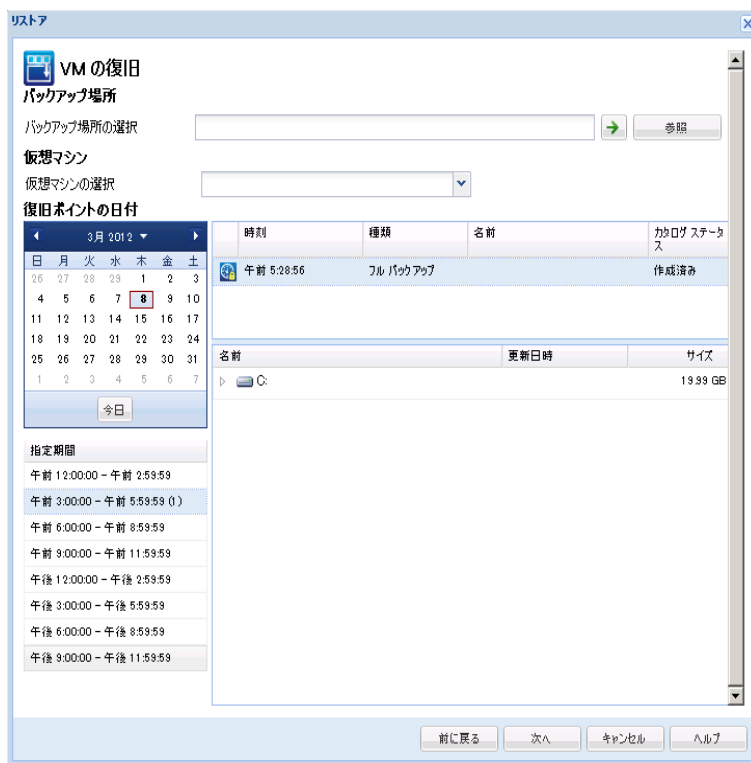 リストア
VM の復旧
バックアップ場所
バックアップ場所の選択
参照
仮想マシン
仮想マシンの選択
復旧ポイントの日付
3月 2012
日 月 火 水 木 金 土
26 27 28 29 1 2 3
4 5 6 7 8 9 10
11 12 13 14 15 16 17
18 19 20 21 22 23 24
25 26 27 28 29 30 31
1 2 3 4 5 6 7
今日
指定期間
午前 12:00:00 - 午前 2:59:59
午前 3:00:00 - 午前 5:59:59 (1)
午前 6:00:00 - 午前 8:59:59
午前 9:00:00 - 午前 11:59:59
午後 12:00:00 - 午後 2:59:59
午後 3:00:00 - 午後 5:59:59
午後 6:00:00 - 午後 8:59:59
午後 9:00:00 - 午後 11:59:59
時刻 種類 名前 カタログ ステータ
ス
午前 5:28:56 フル バックアップ 作成済み
名前 更新日時 サイズ
C: 19.99 GB
前に戻る 次へ キャンセル ヘルプ